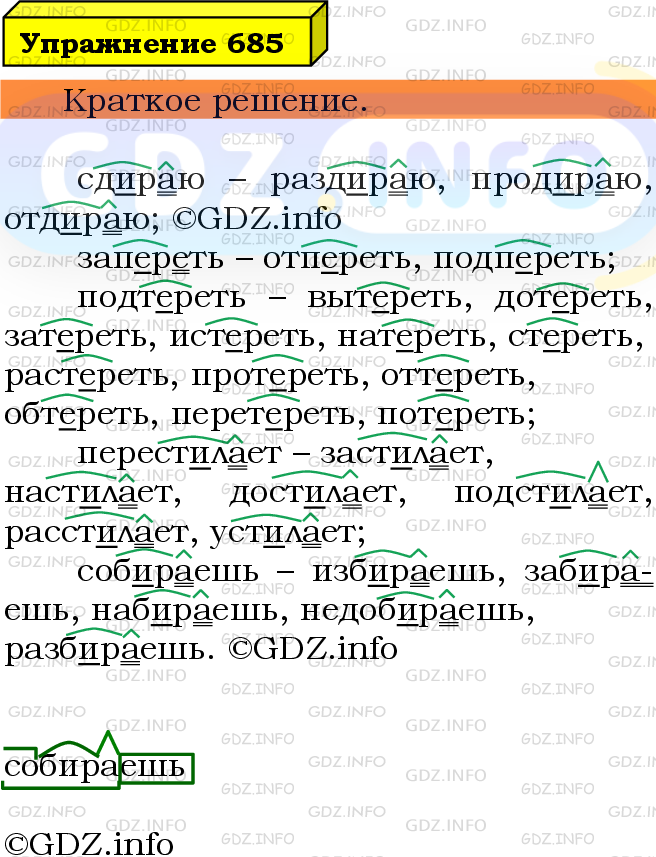 Упражнение 685
Краткое решение.
сдираю – раздираю, продираю,
отдираю; ©GDZ.info
запереть – отпереть, подпереть;
подтереть – вытереть, дотереть,
затереть, истереть, натереть, стереть,
растереть, протереть, оттереть,
обтереть, перетереть, потереть;
перестилает – застилает,
настилает, достилает, подстилает,
расстилает, устилает;
собираешь – избираешь, забира-
ешь, набираешь, недобираешь,
разбираешь. ©GDZ.info
собираешь
©GDZ.info